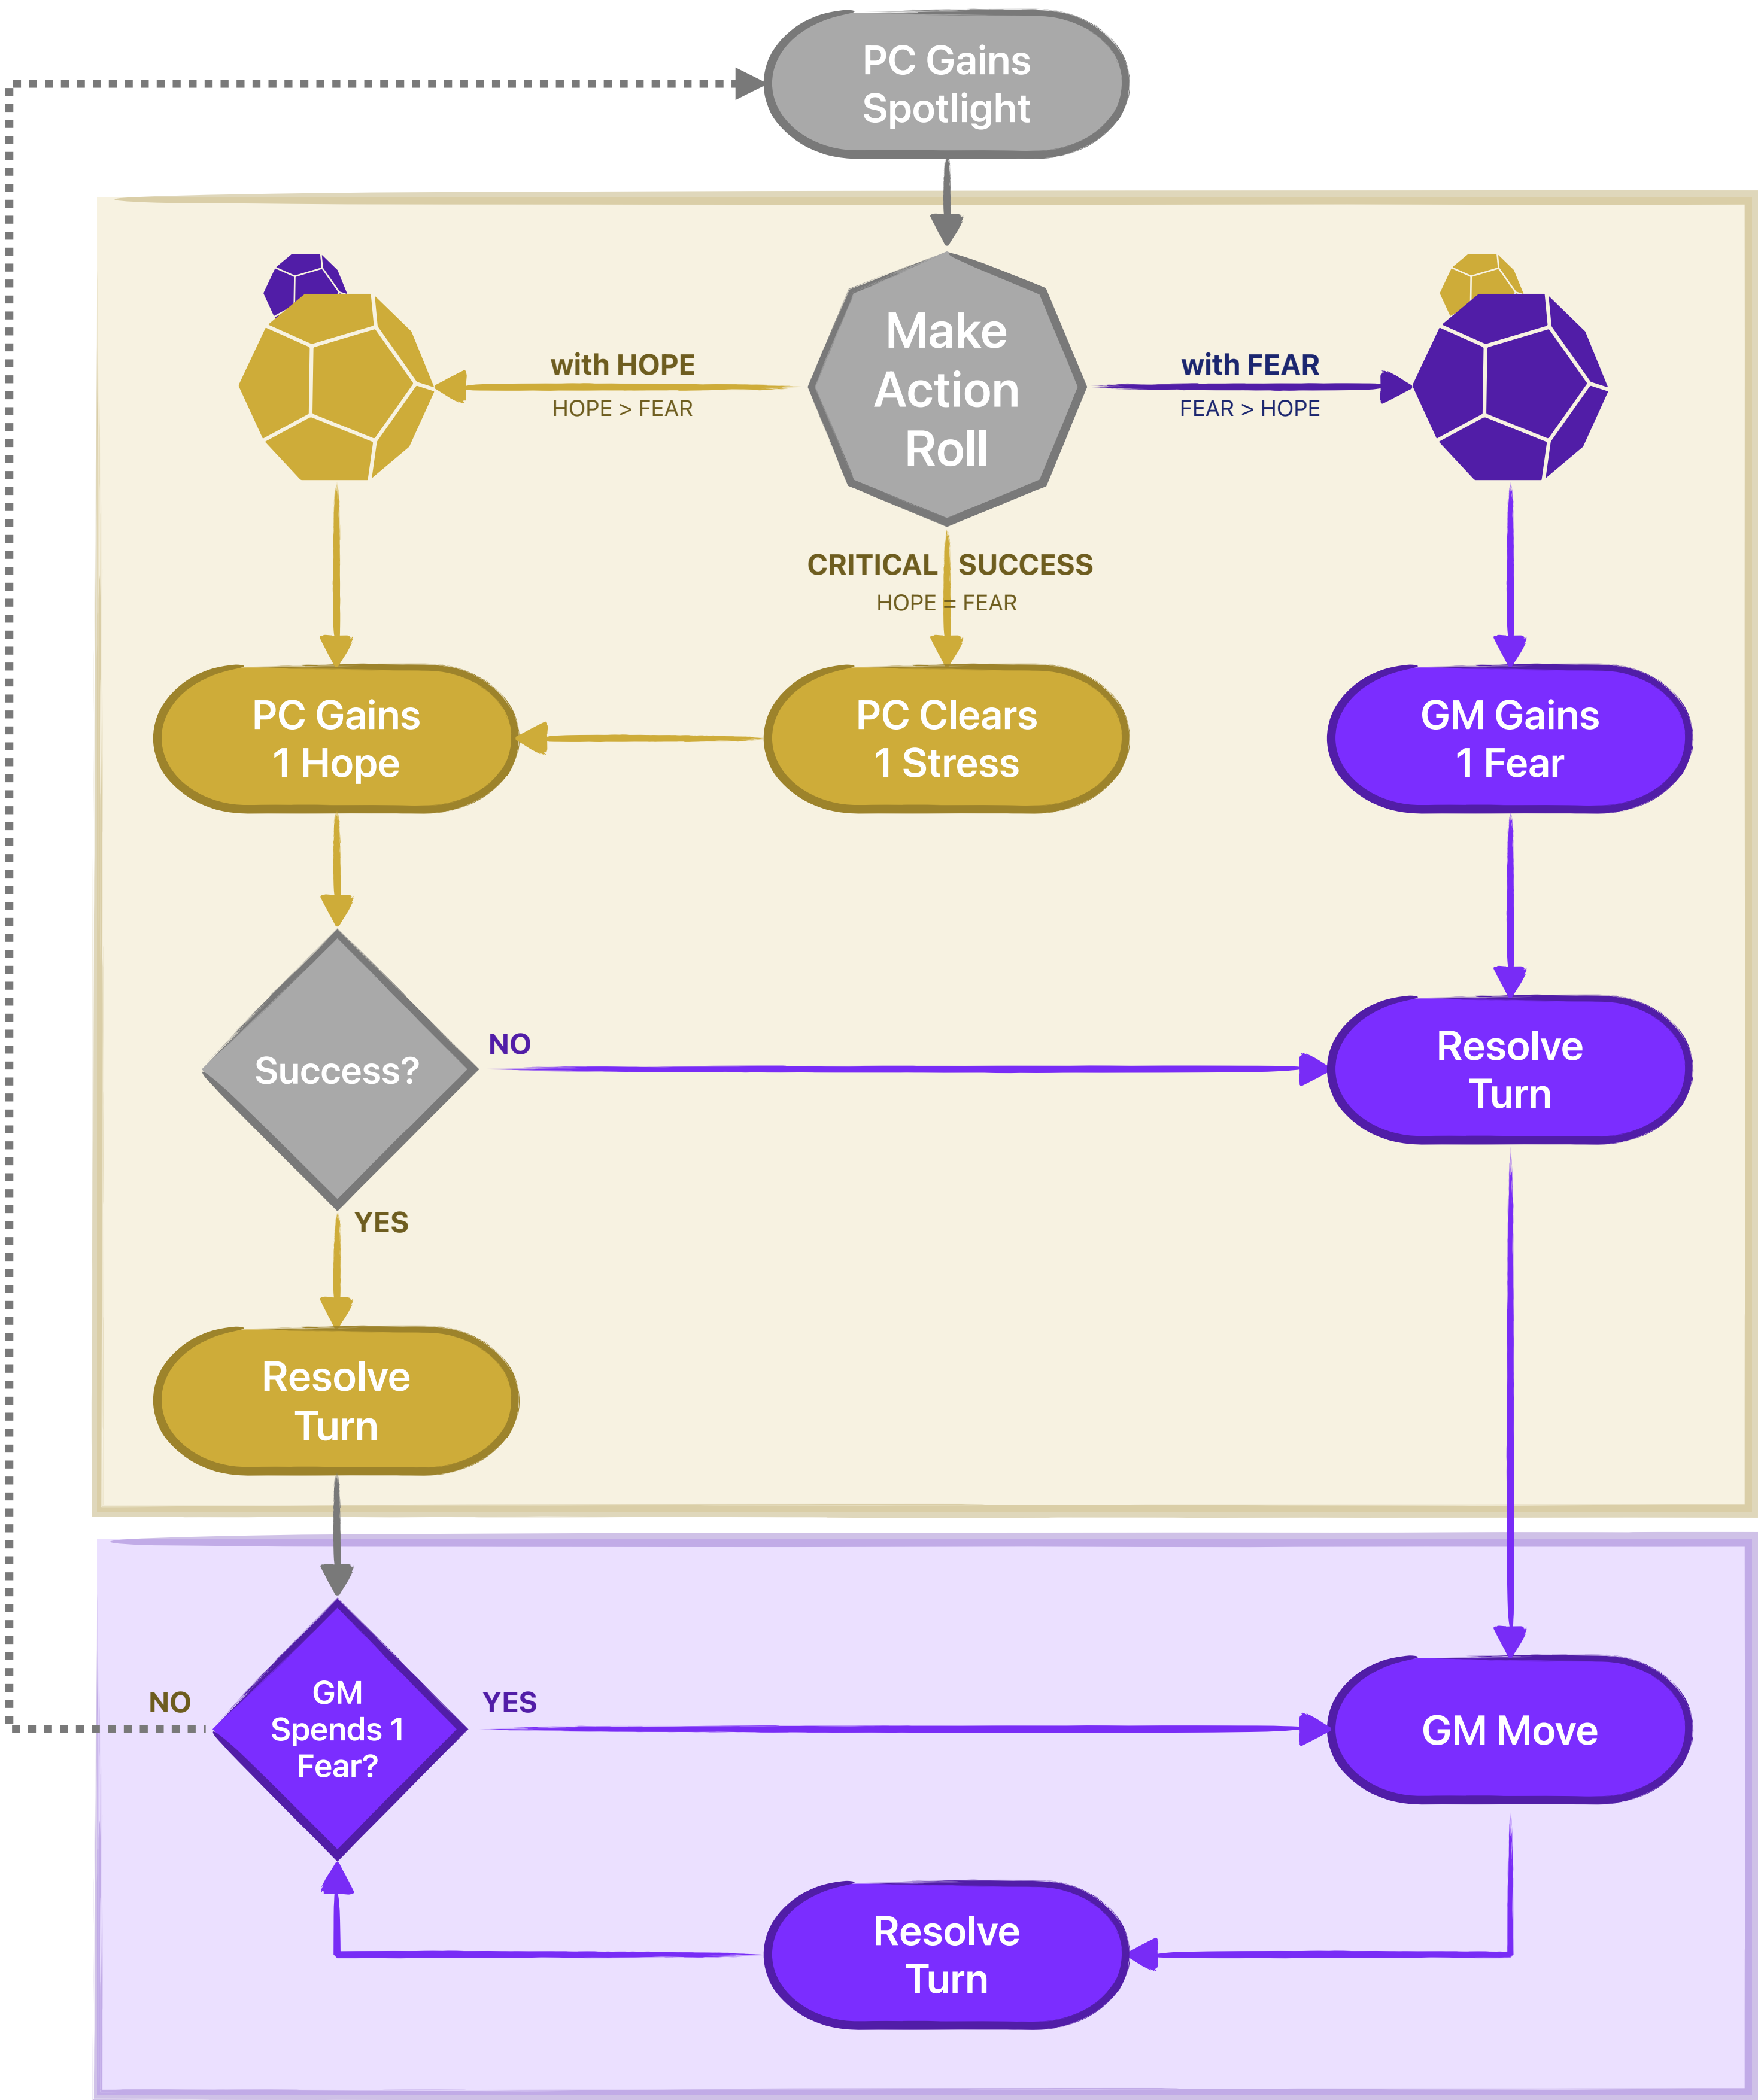 PC Gains
Spotlight
with HOPE
HOPE > FEAR
Make
Action
Roll
with FEAR
FEAR > HOPE
CRITICAL SUCCESS
HOPE = FEAR
PC Gains
1 Hope
PC Clears
1 Stress
GM Gains
1 Fear
Success?
NO
Resolve
Turn
YES
Resolve
Turn
NO
GM
Spends 1
Fear?
YES
GM Move
Resolve
Turn